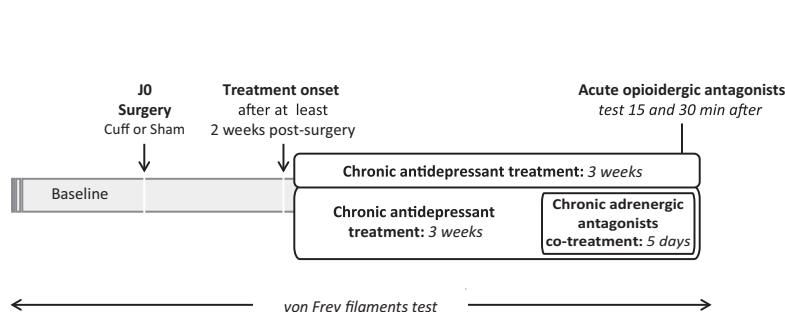 J0
Surgery
Cuff or Sham
Treatment onset
after at least
2 weeks post-surgery
Acute opioidergic antagonists
test 15 and 30 min after
Baseline
Chronic antidepressant treatment: 3 weeks
Chronic antidepressant
treatment: 3 weeks
Chronic adrenergic
antagonists
co-treatment: 5 days
von Frey filaments test